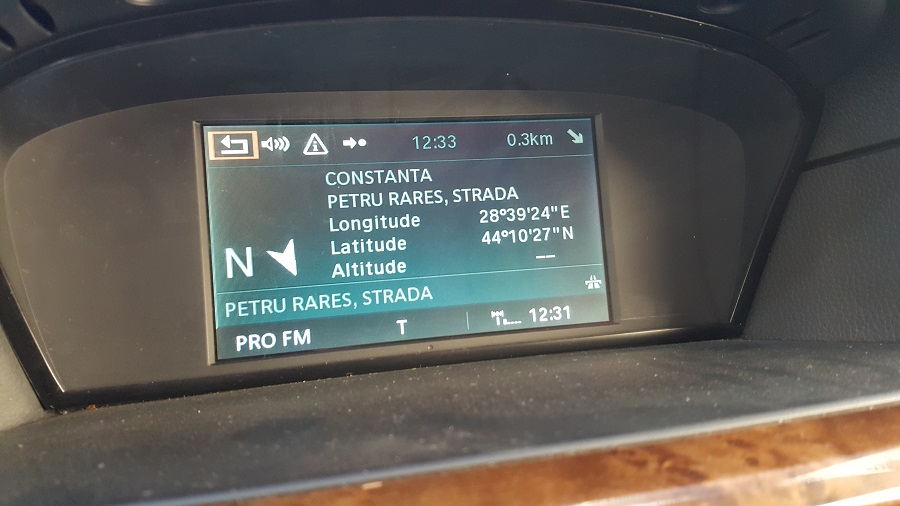 12:33 0.3km
CONSTANTA
PETRU RARES, STRADA
Longitude 28°39'24"E
Latitude 44°10'27"N
Altitude --
N
PETRU RARES, STRADA
PRO FM T 12:31